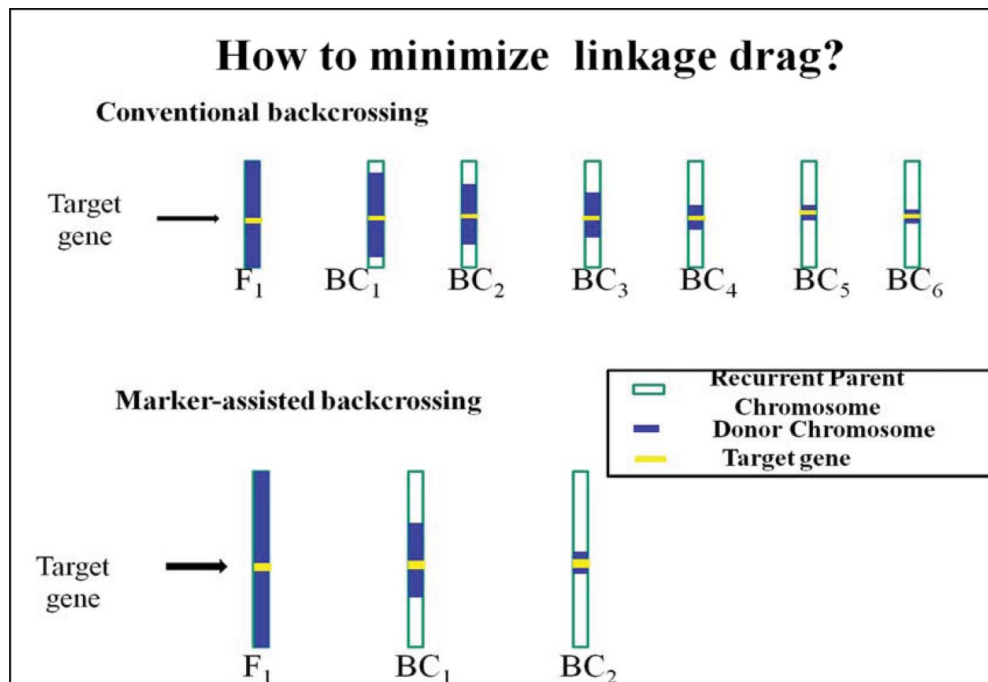 How to minimize linkage drag?
Conventional backcrossing
Target
gene
F₁ BC₁ BC₂ BC₃ BC₄ BC₅ BC₆
Marker-assisted backcrossing
Recurrent Parent
Chromosome
Donor Chromosome
Target gene
Target
gene
F₁ BC₁ BC₂